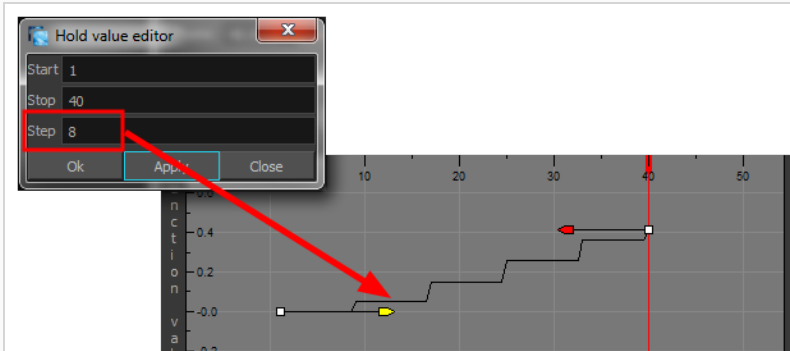 Hold value editor
Start 1
Stop 40
Step 8
Ok Apply Close
10 20 30 40 50
n
c
t
i
o
n
v
a
0.4
0.2
-0.0